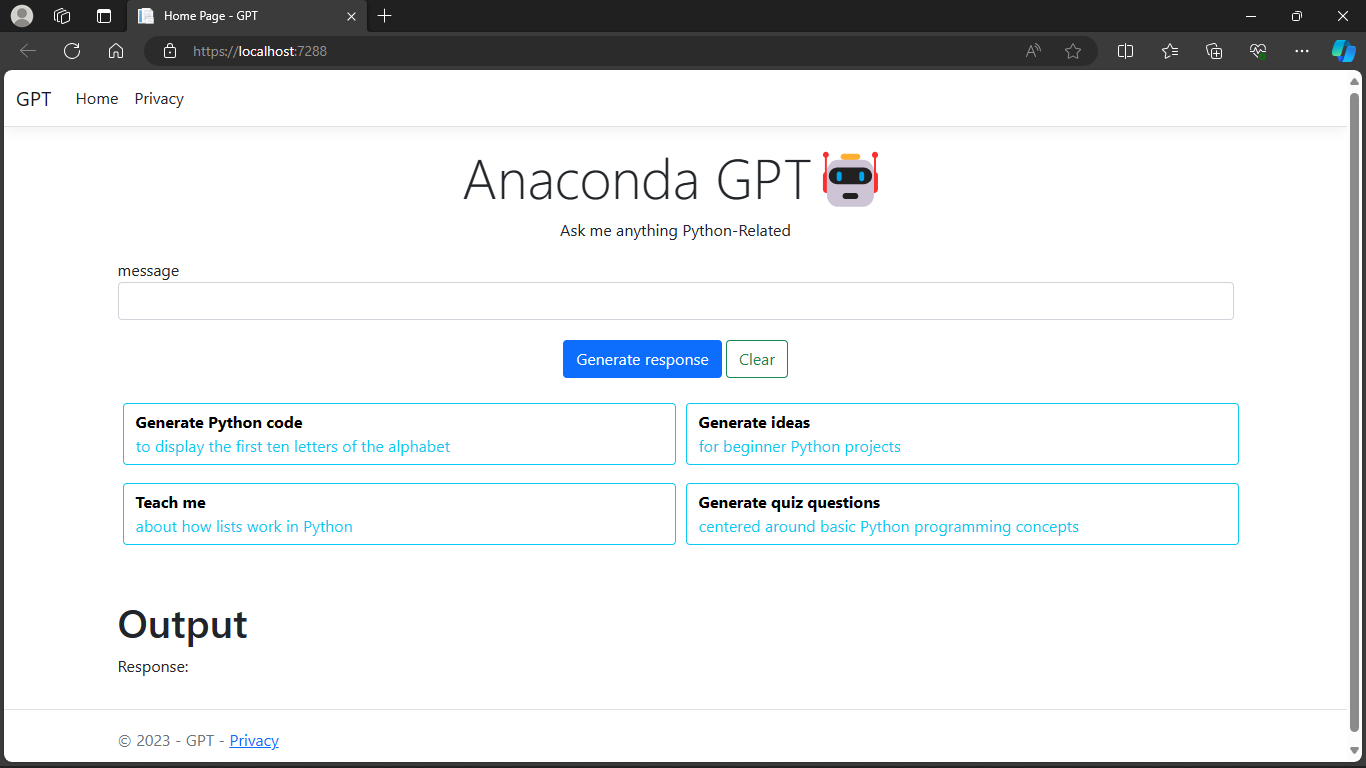 Home Page - GPT
https://localhost:7288
GPT Home Privacy
Anaconda GPT
Ask me anything Python-Related
message
Generate response Clear
Generate Python code
to display the first ten letters of the alphabet
Generate ideas
for beginner Python projects
Teach me
about how lists work in Python
Generate quiz questions
centered around basic Python programming concepts
Output
Response:
© 2023 - GPT - Privacy